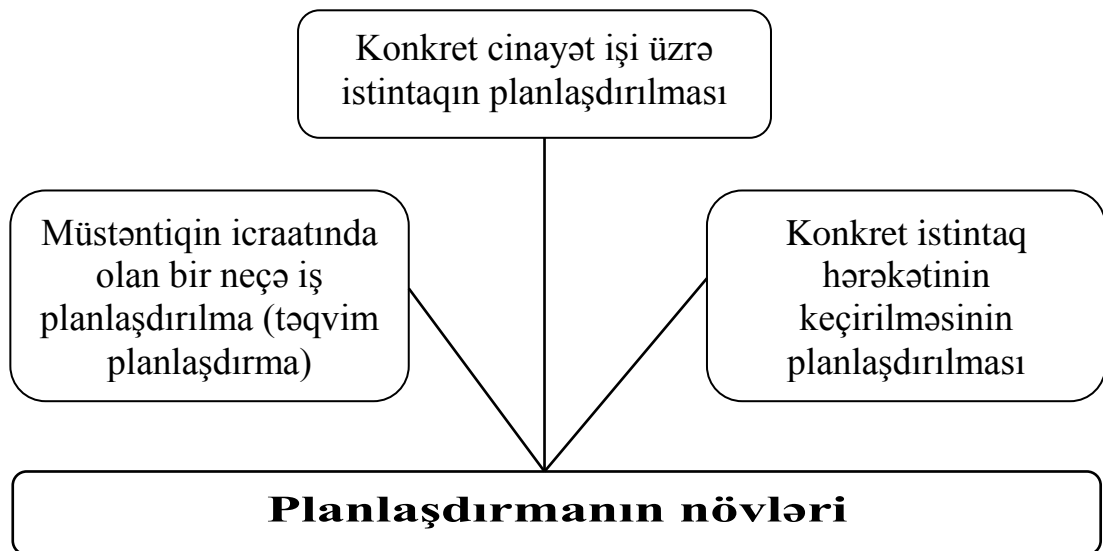 Konkret cinayət işi üzrə
istintaqın planlaşdırılması
Müstəntiqin icraatında
olan bir neçə iş
planlaşdırılma (təqvim
planlaşdırma)
Konkret istintaq
hərəkətinin
keçirilməsinin
planlaşdırılması
Planlaşdırmanın növləri